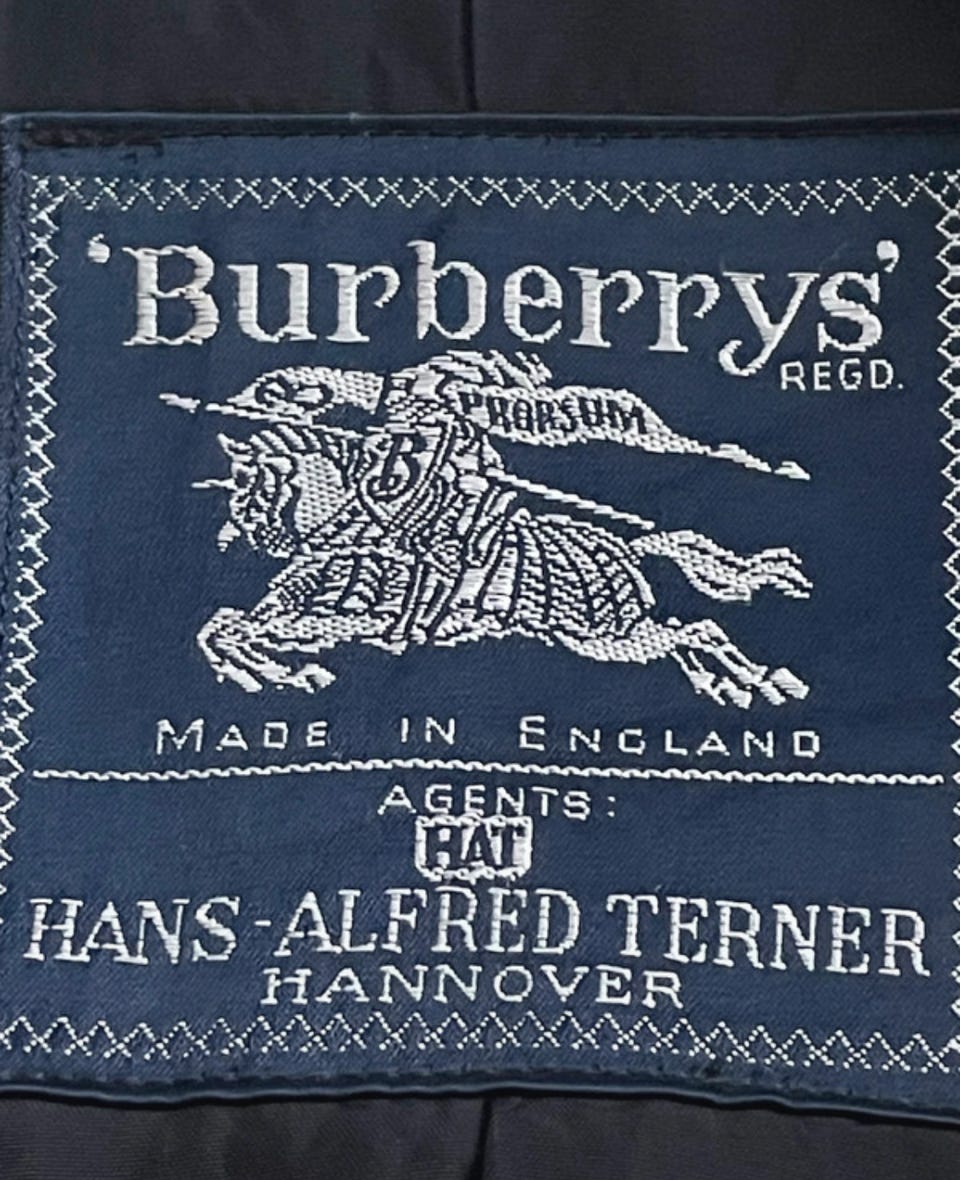 'Burberrys'
REGD.
PRORSUM
B
MADE IN ENGLAND
AGENTS:
HAT
HANS-ALFRED TERNER
HANNOVER